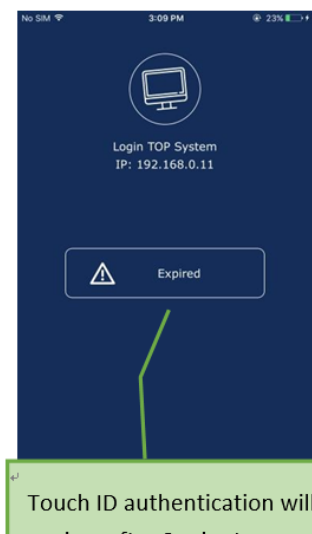 No SIM 3:09 PM 23%
Login TOP System
IP: 192.168.0.11
Expired
Touch ID authentication will